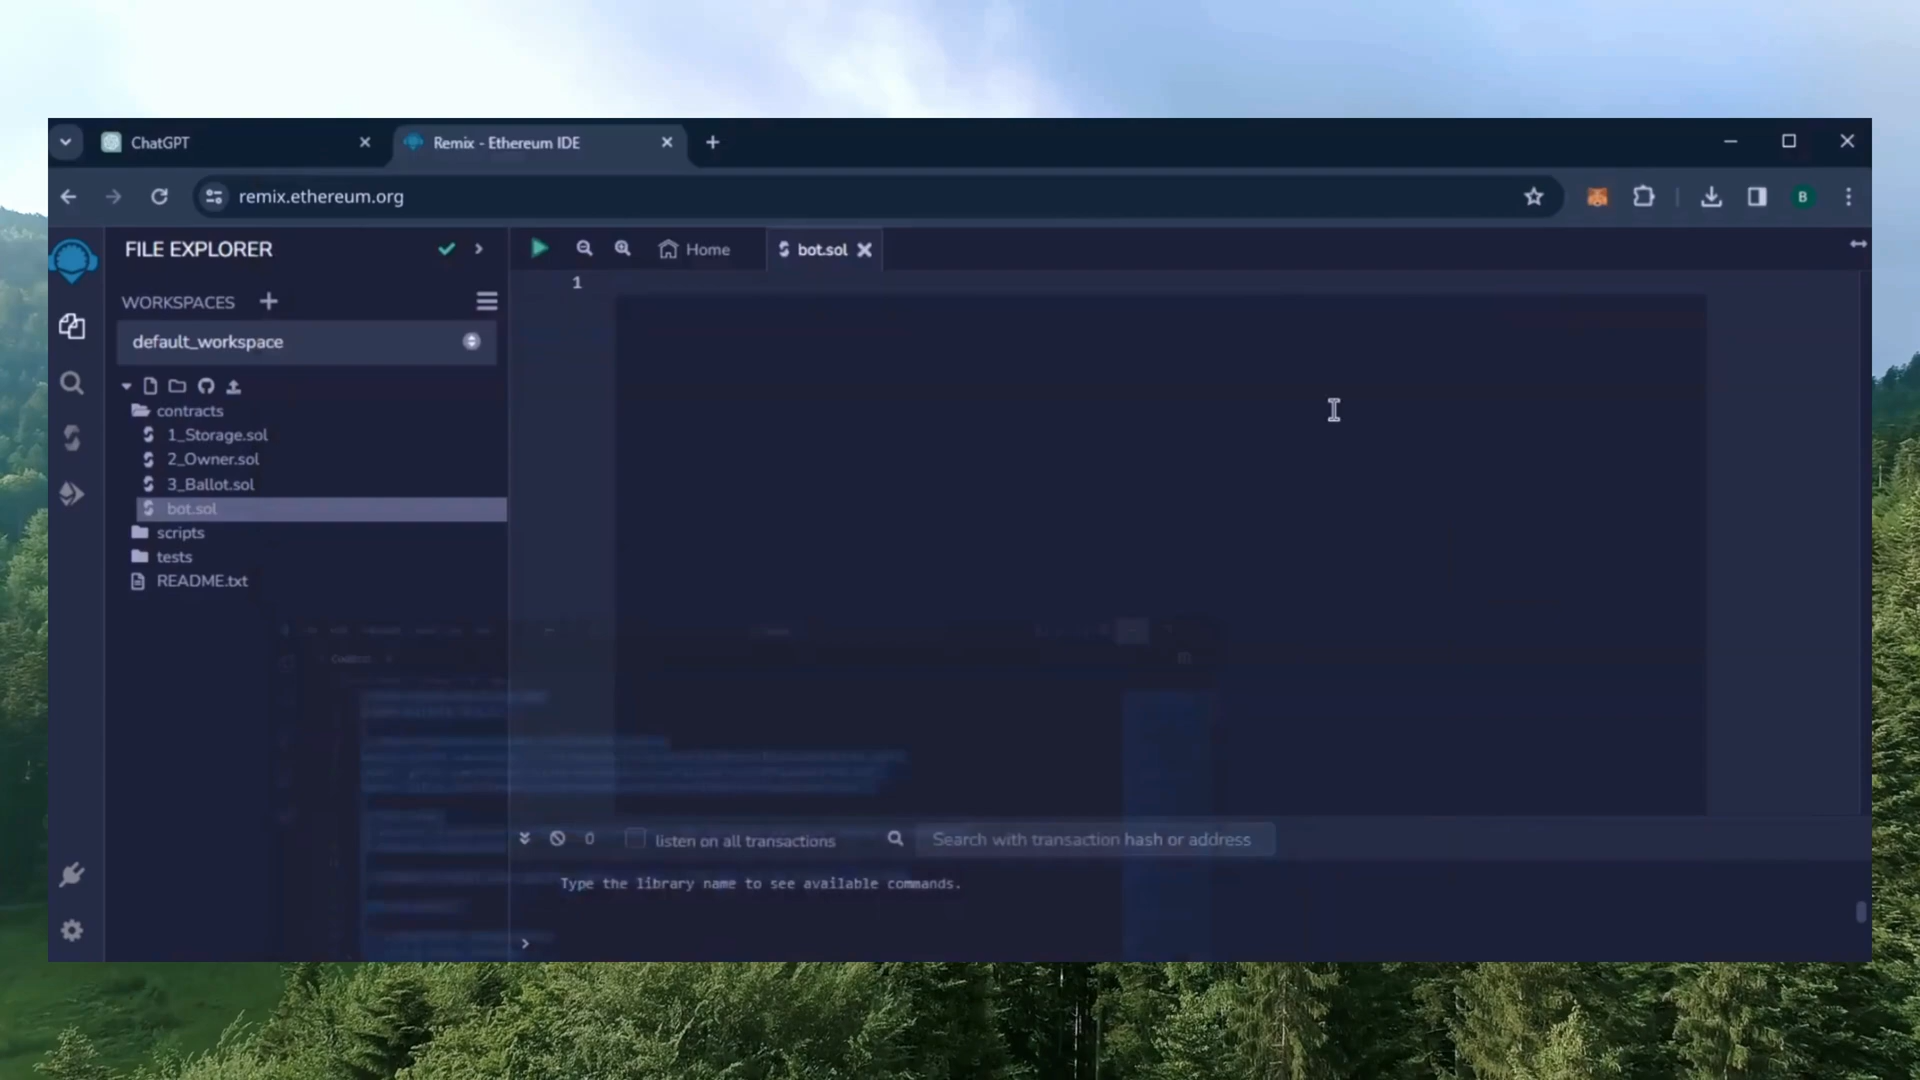 ChatGPT
Remix - Ethereum IDE
remix.ethereum.org
B
FILE EXPLORER
Home
bot.sol
WORKSPACES
1
default_workspace
contracts
1_Storage.sol
2_Owner.sol
3_Ballot.sol
bot.sol
scripts
tests
README.txt
0
listen on all transactions
Search with transaction hash or address
Type the library name to see available commands.
>